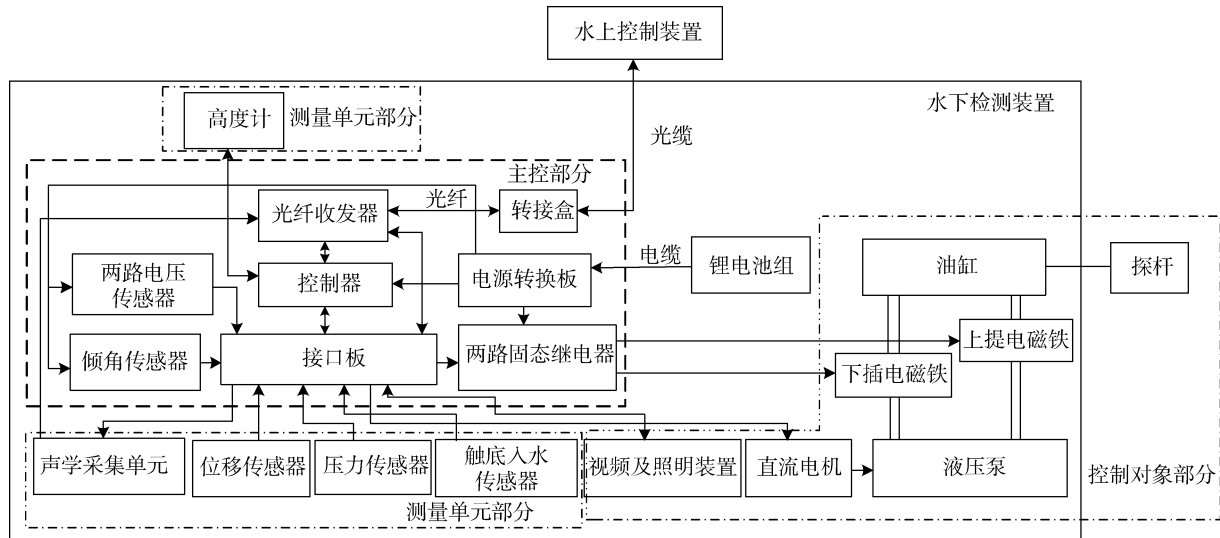 水上控制装置
水下检测装置
高度计
测量单元部分
光缆
主控部分
光纤收发器
光纤
转接盒
两路电压
传感器
控制器
电源转换板
电缆
锂电池组
油缸
探杆
倾角传感器
接口板
两路固态继电器
上提电磁铁
下插电磁铁
声学采集单元
位移传感器
压力传感器
触底入水
传感器
视频及照明装置
直流电机
液压泵
控制对象部分
测量单元部分